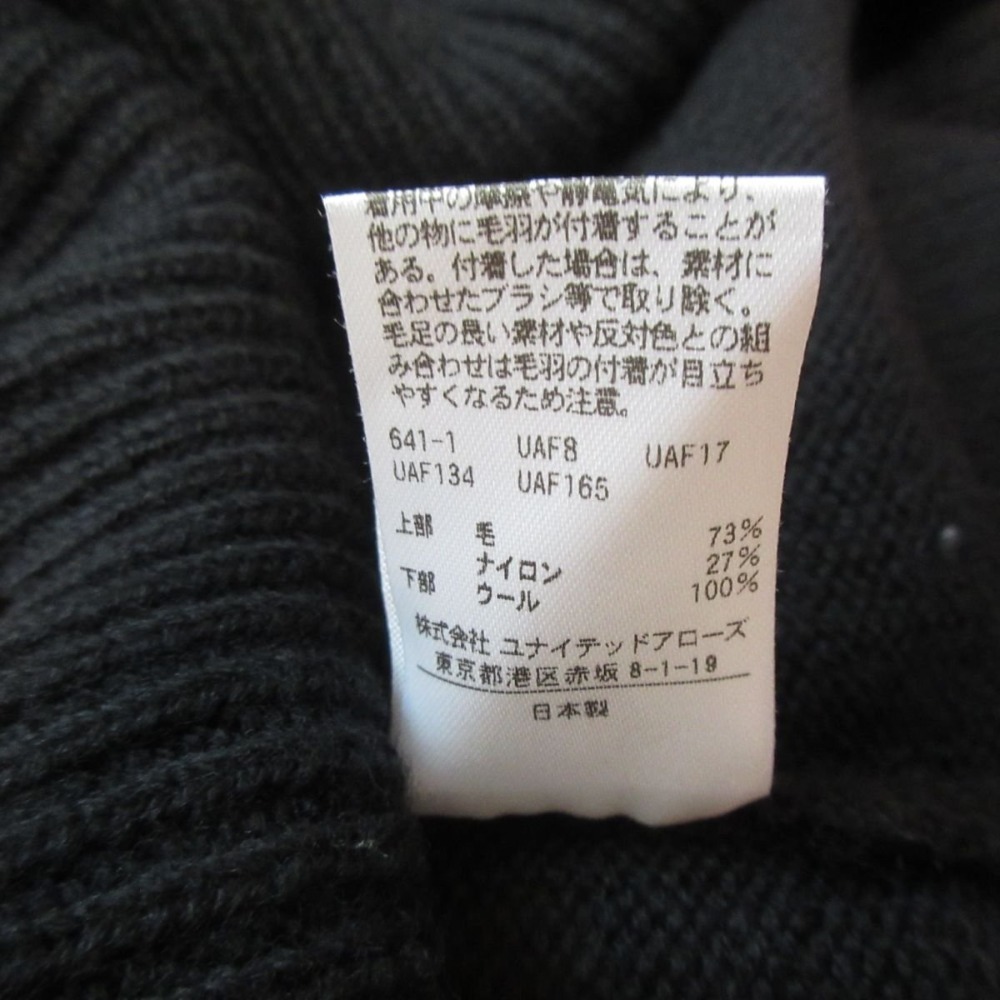 着用中の摩擦や静電気により、
他の物に毛羽が付着することが
ある。付着した場合は、素材に
合わせたブラシ等で取り除く。
毛足の長い素材や反対色との組
み合わせは毛羽の付着が目立ち
やすくなるため注意。
641-1 UAF8 UAF17
UAF134 UAF165
上部 毛 73%
ナイロン 27%
下部 ウール 100%
株式会社 ユナイテッドアローズ
東京都港区赤坂 8-1-19
日本製